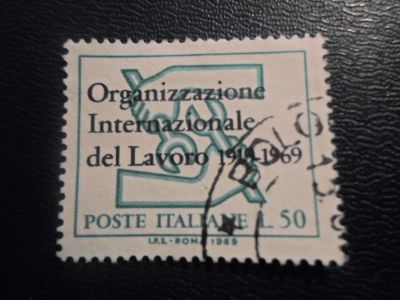 Organizzazione
Internazionale
del Lavoro 1919-1969
POSTE ITALIANE L. 50
I.P.S. - ROMA - 1969